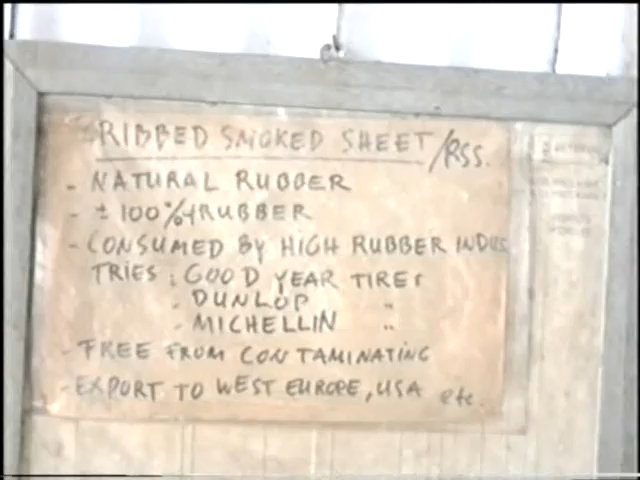 RIBBED SMOKED SHEET/RSS.
- NATURAL RUBBER
- ± 100% RUBBER
- CONSUMED BY HIGH RUBBER INDUS
TRIES : GOOD YEAR TIRES
- DUNLOP "
- MICHELLIN "
- FREE FROM CONTAMINATING
- EXPORT TO WEST EUROPE, USA etc.